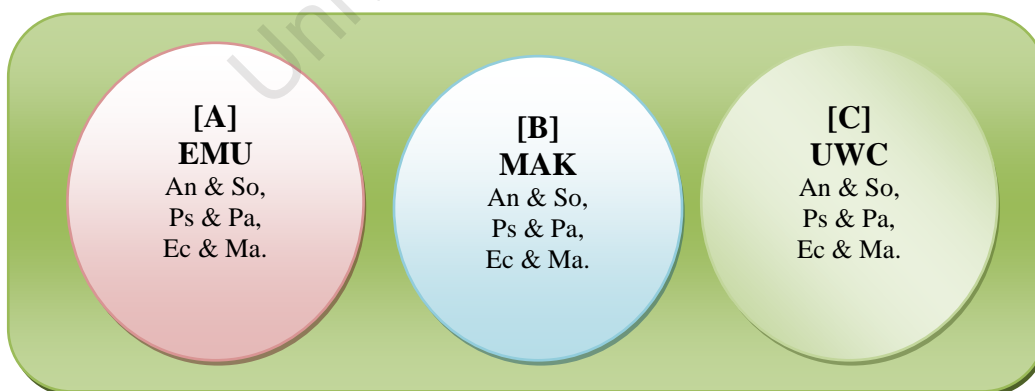 [A]
EMU
An & So,
Ps & Pa,
Ec & Ma.
[B]
MAK
An & So,
Ps & Pa,
Ec & Ma.
[C]
UWC
An & So,
Ps & Pa,
Ec & Ma.